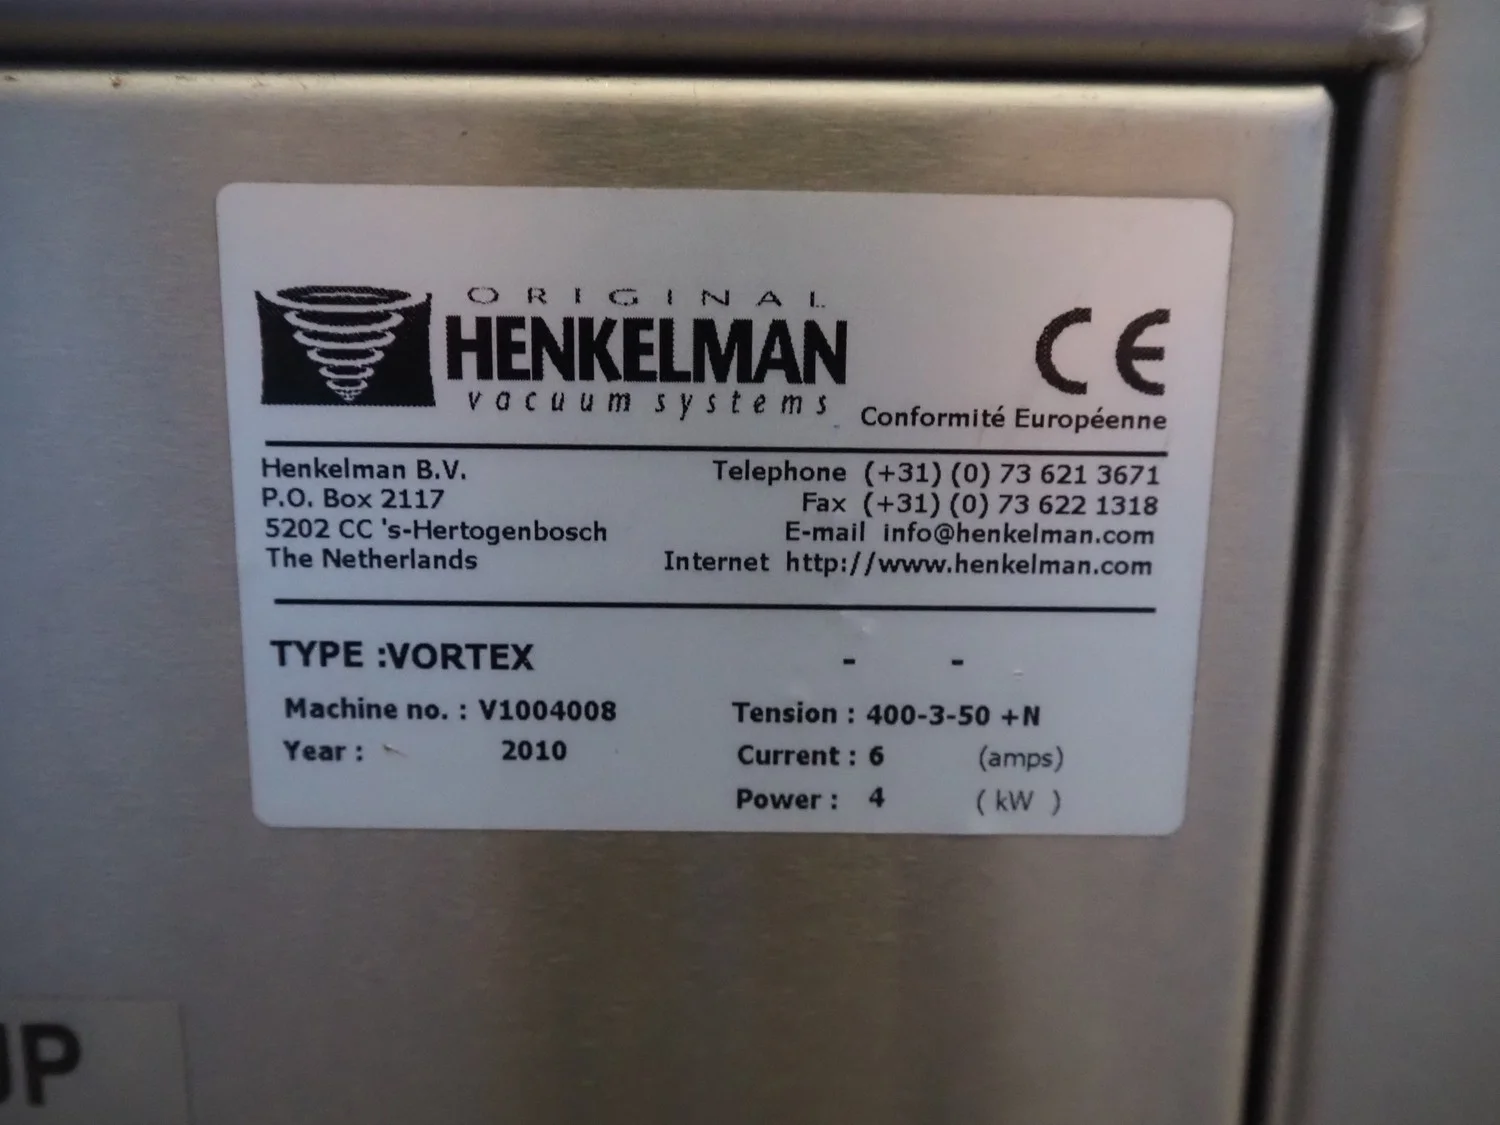 ORIGINAL
HENKELMAN
vacuum systems
CE
Conformité Européenne
Henkelman B.V.
P.O. Box 2117
5202 CC 's-Hertogenbosch
The Netherlands
Telephone (+31) (0) 73 621 3671
Fax (+31) (0) 73 622 1318
E-mail info@henkelman.com
Internet http://www.henkelman.com
TYPE :VORTEX - -
Machine no. : V1004008
Year : 2010
Tension : 400-3-50 +N
Current : 6 (amps)
Power : 4 ( kW )
UP